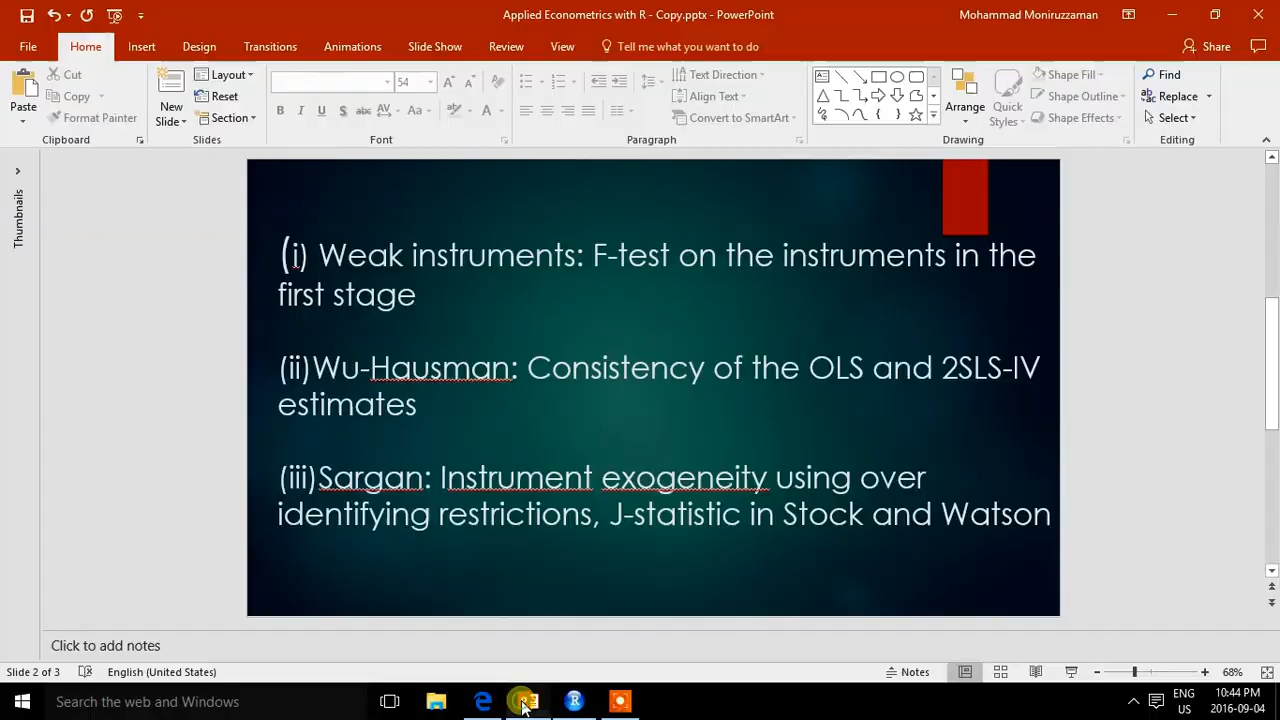 Applied Econometrics with R - Copy.pptx - PowerPoint
Mohammad Moniruzzaman
File Home Insert Design Transitions Animations Slide Show Review View Tell me what you want to do Share
Paste
Cut
Copy
Format Painter
Clipboard
New Slide
Layout
Reset
Section
Slides
54
B I U S abc AV Aa A
Font
Text Direction
Align Text
Convert to SmartArt
Paragraph
Arrange
Quick Styles
Shape Fill
Shape Outline
Shape Effects
Drawing
Find
Replace
Select
Editing
Thumbnails
(i) Weak instruments: F-test on the instruments in the
first stage
(ii)Wu-Hausman: Consistency of the OLS and 2SLS-IV
estimates
(iii)Sargan: Instrument exogeneity using over
identifying restrictions, J-statistic in Stock and Watson
Click to add notes
Slide 2 of 3 English (United States) Notes 68%
Search the web and Windows
ENG
US
10:44 PM
2016-09-04